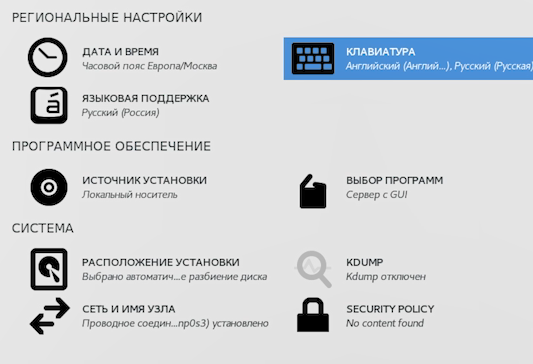 РЕГИОНАЛЬНЫЕ НАСТРОЙКИ
ДАТА И ВРЕМЯ
Часовой пояс Европа/Москва
КЛАВИАТУРА
Английский (Англий...), Русский (Русская)
ЯЗЫКОВАЯ ПОДДЕРЖКА
Русский (Россия)
ПРОГРАММНОЕ ОБЕСПЕЧЕНИЕ
ИСТОЧНИК УСТАНОВКИ
Локальный носитель
ВЫБОР ПРОГРАММ
Сервер с GUI
СИСТЕМА
РАСПОЛОЖЕНИЕ УСТАНОВКИ
Выбрано автоматич...е разбиение диска
KDUMP
Kdump отключен
СЕТЬ И ИМЯ УЗЛА
Проводное соедин...np0s3) установлено
SECURITY POLICY
No content found